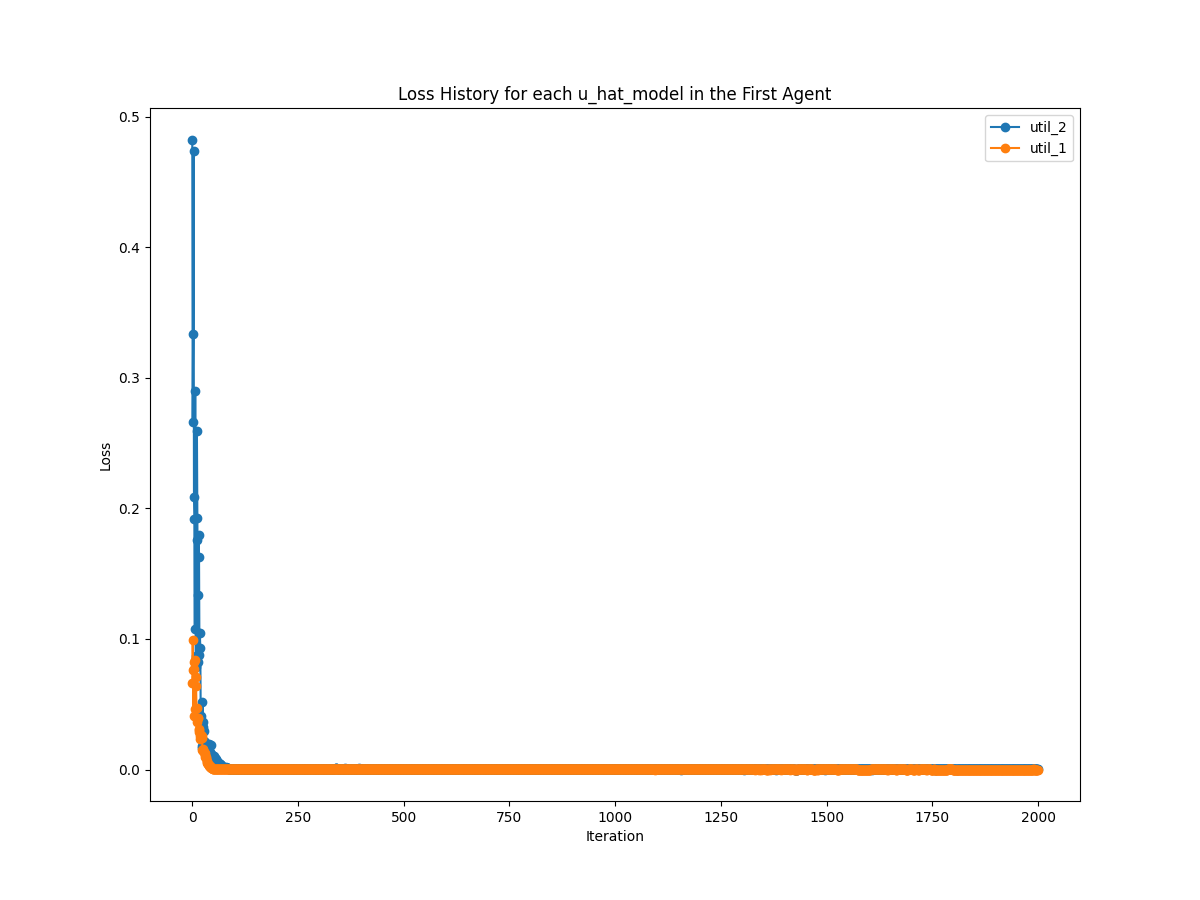 Loss History for each u_hat_model in the First Agent
util_2
util_1
0.5
0.4
0.3
0.2
0.1
0.0
Loss
0 250 500 750 1000 1250 1500 1750 2000
Iteration